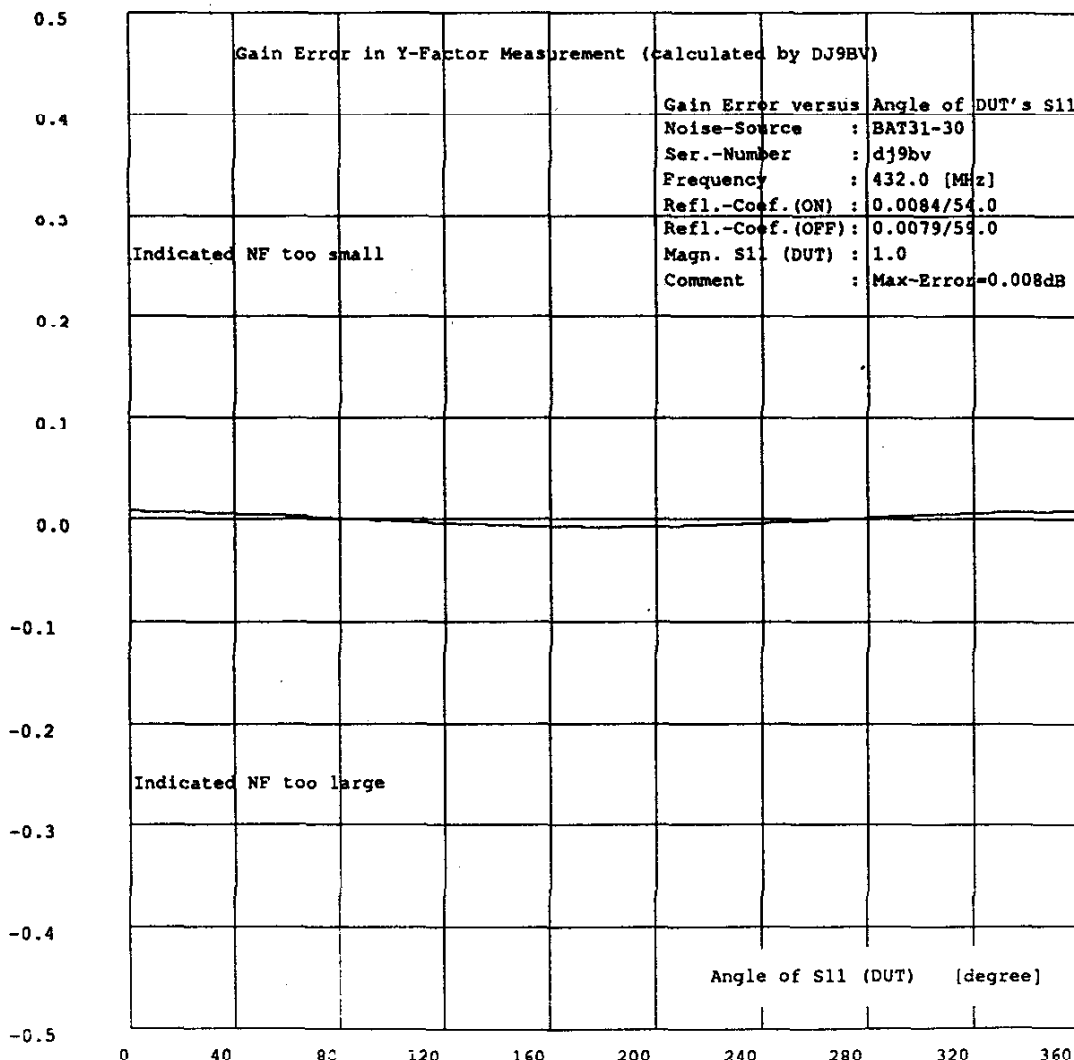 0.5
Gain Error in Y-Factor Measurement (calculated by DJ9BV)
Gain Error versus Angle of DUT's S11
0.4
Noise-Source : BAT31-30
Ser.-Number : dj9bv
Frequency : 432.0 [MHz]
0.3
Refl.-Coef.(ON) : 0.0084/54.0
Refl.-Coef.(OFF): 0.0079/59.0
Indicated NF too small
Magn. S11 (DUT) : 1.0
Comment : Max-Error=0.008dB
0.2
0.1
0.0
-0.1
-0.2
Indicated NF too large
-0.3
-0.4
Angle of S11 (DUT) [degree]
-0.5
0 40 80 120 160 200 240 280 320 360